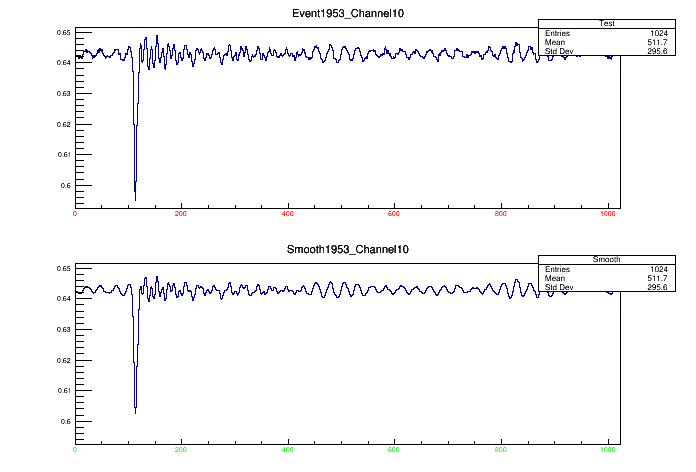 Event1953_Channel10
Test
Entries 1024
Mean 511.7
Std Dev 295.6
0.65
0.64
0.63
0.62
0.61
0.6
0 200 400 600 800 1000
Smooth1953_Channel10
Smooth
Entries 1024
Mean 511.7
Std Dev 295.6
0.65
0.64
0.63
0.62
0.61
0.6
0 200 400 600 800 1000